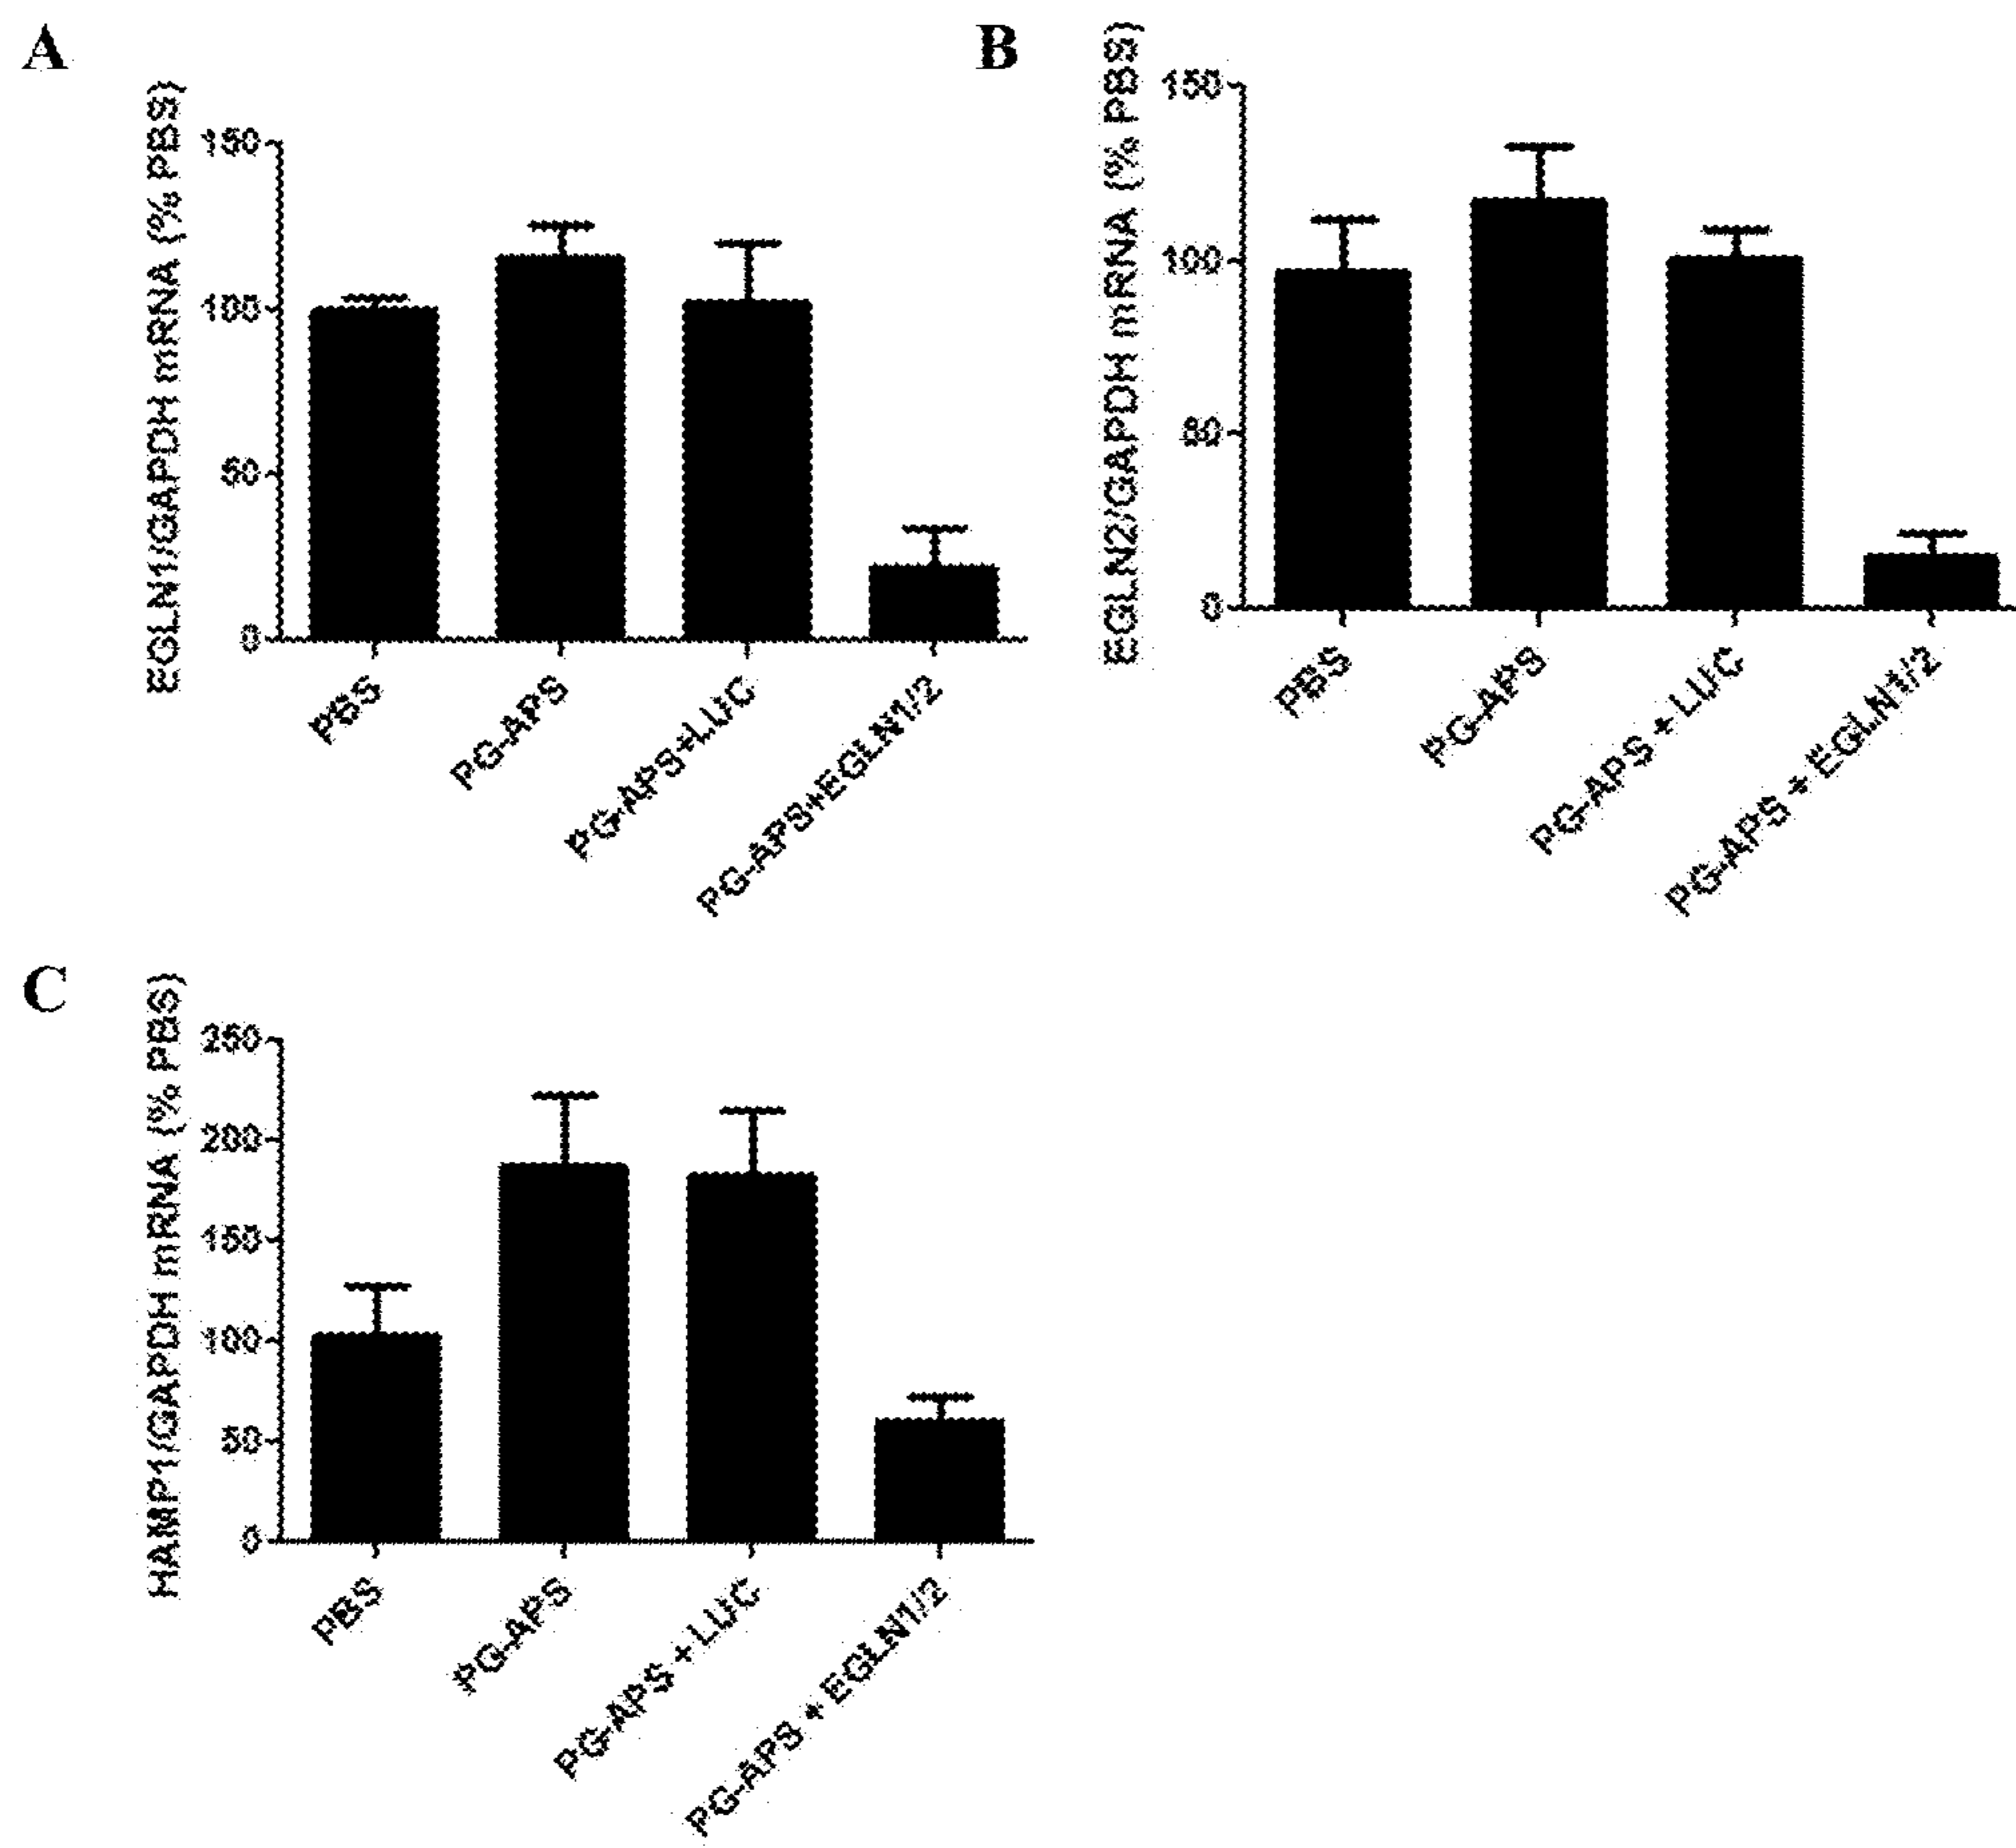 A
EGLN1/GAPDH mRNA (% PBS)
150
100
50
0
PBS
PG-APS
PG-APS+LUC
PG-APS+EGLN1/2
B
EGLN2/GAPDH mRNA (% PBS)
150
100
50
0
PBS
PG-APS
PG-APS + LUC
PG-APS + EGLN1/2
C
HAMP1/GAPDH mRNA (% PBS)
250
200
150
100
50
0
PBS
PG-APS
PG-APS + LUC
PG-APS + EGLN1/2